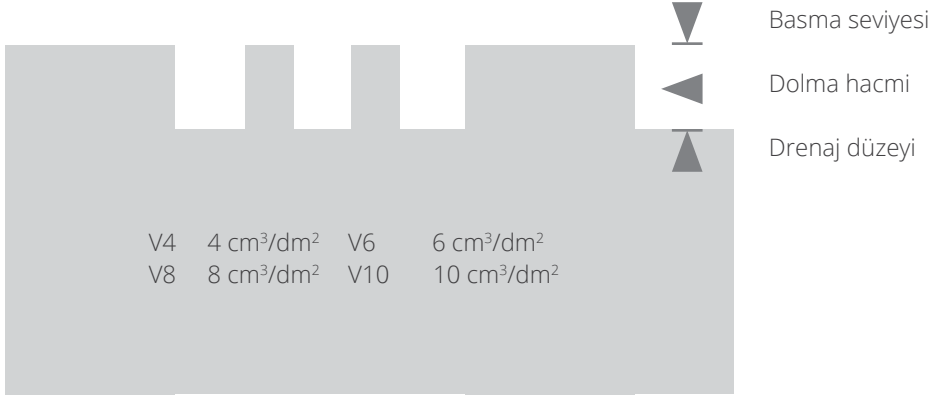 Basma seviyesi
Dolma hacmi
Drenaj düzeyi
V4 4 cm³/dm² V6 6 cm³/dm²
V8 8 cm³/dm² V10 10 cm³/dm²